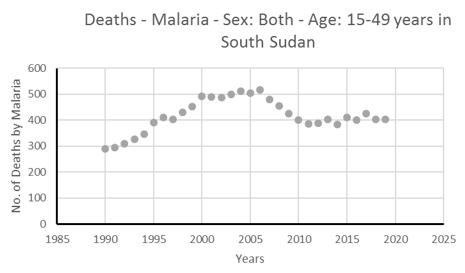 Deaths - Malaria - Sex: Both - Age: 15-49 years in
South Sudan
No. of Deaths by Malaria
600
500
400
300
200
100
0
1985 1990 1995 2000 2005 2010 2015 2020 2025
Years